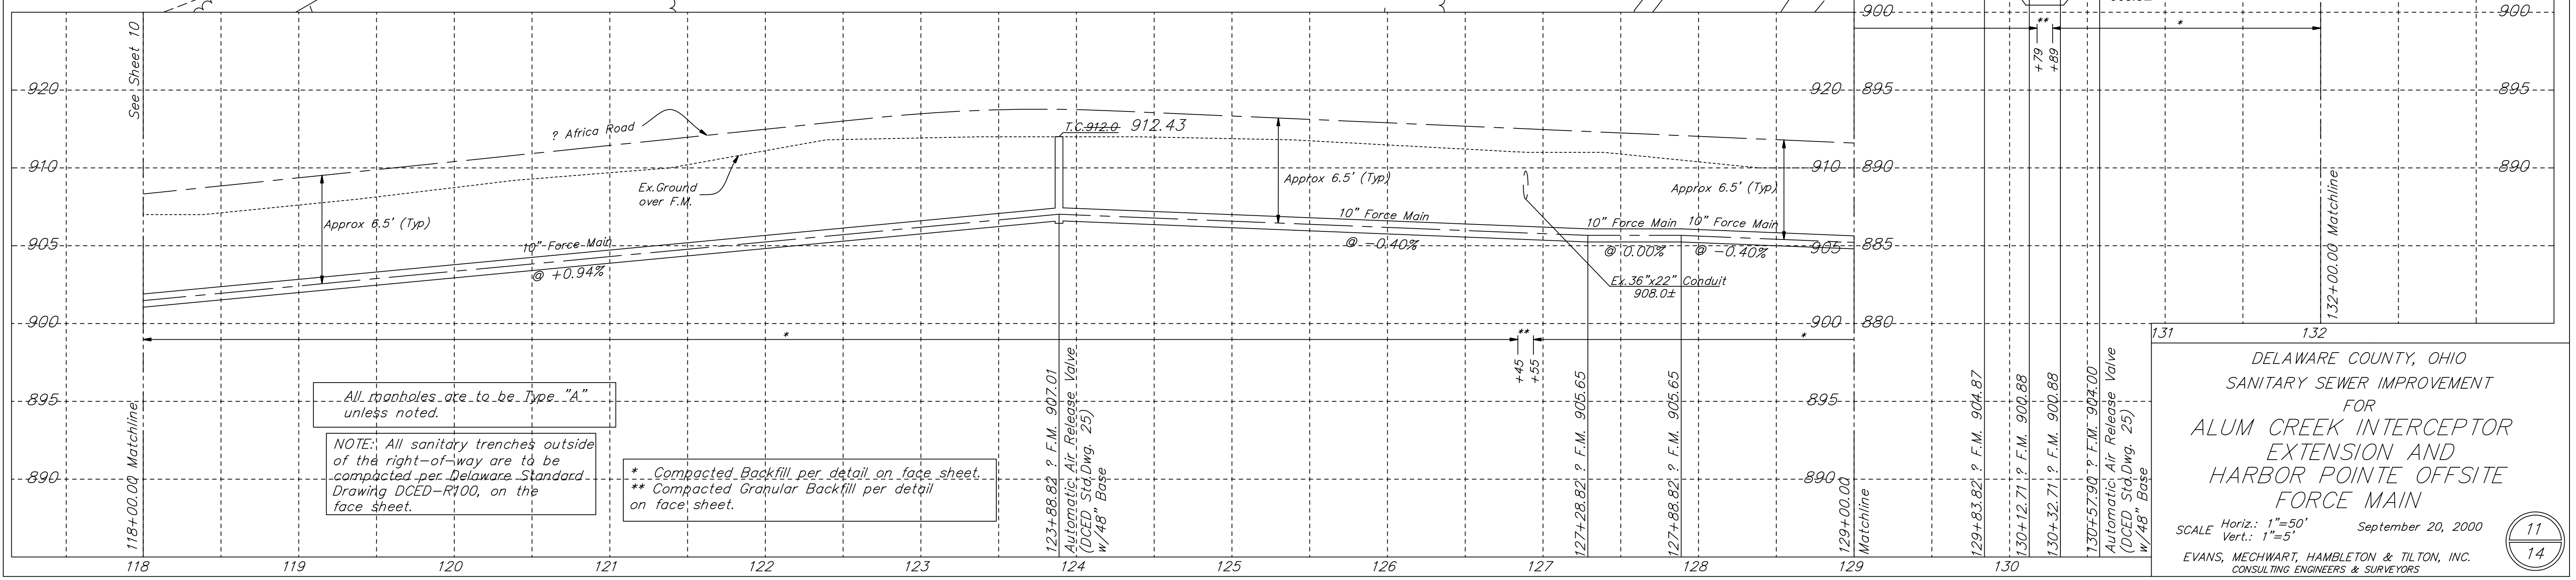 See Sheet 10
920
910
905
900
895
890
? Africa Road
T.C.912.0 912.43
Approx 6.5' (Typ)
Ex.Ground
over F.M.
10" Force Main
@ +0.94%
Approx 6.5' (Typ)
10" Force Main
@ -0.40%
10" Force Main
@ 0.00%
10" Force Main
@ -0.40%
Approx 6.5' (Typ)
Ex.36"x22" Conduit
908.0±
*
**
*
+45
+55
All manholes are to be Type "A"
unless noted.
NOTE: All sanitary trenches outside
of the right-of-way are to be
compacted per Delaware Standard
Drawing DCED-R100, on the
face sheet.
* Compacted Backfill per detail on face sheet.
** Compacted Granular Backfill per detail
on face sheet.
118+00.00 Matchline
123+88.82 ? F.M. 907.01
Automatic Air Release Valve
(DCED Std.Dwg. 25)
w/48" Base
127+28.82 ? F.M. 905.65
127+88.82 ? F.M. 905.65
129+00.00
Matchline
920
910
905
900
895
890
118
119
120
121
122
123
124
125
126
127
128
129
130
900
895
890
885
880
**
*
+79
+89
900
895
890
129+83.82 ? F.M. 904.87
130+12.71 ? F.M. 900.88
130+32.71 ? F.M. 900.88
130+57.90 ? F.M. 904.00
Automatic Air Release Valve
(DCED Std.Dwg. 25)
w/48" Base
132+00.00 Matchline
131
132
DELAWARE COUNTY, OHIO
SANITARY SEWER IMPROVEMENT
FOR
ALUM CREEK INTERCEPTOR
EXTENSION AND
HARBOR POINTE OFFSITE
FORCE MAIN
SCALE Horiz.: 1"=50'
Vert.: 1"=5'
September 20, 2000
EVANS, MECHWART, HAMBLETON & TILTON, INC.
CONSULTING ENGINEERS & SURVEYORS
11
14